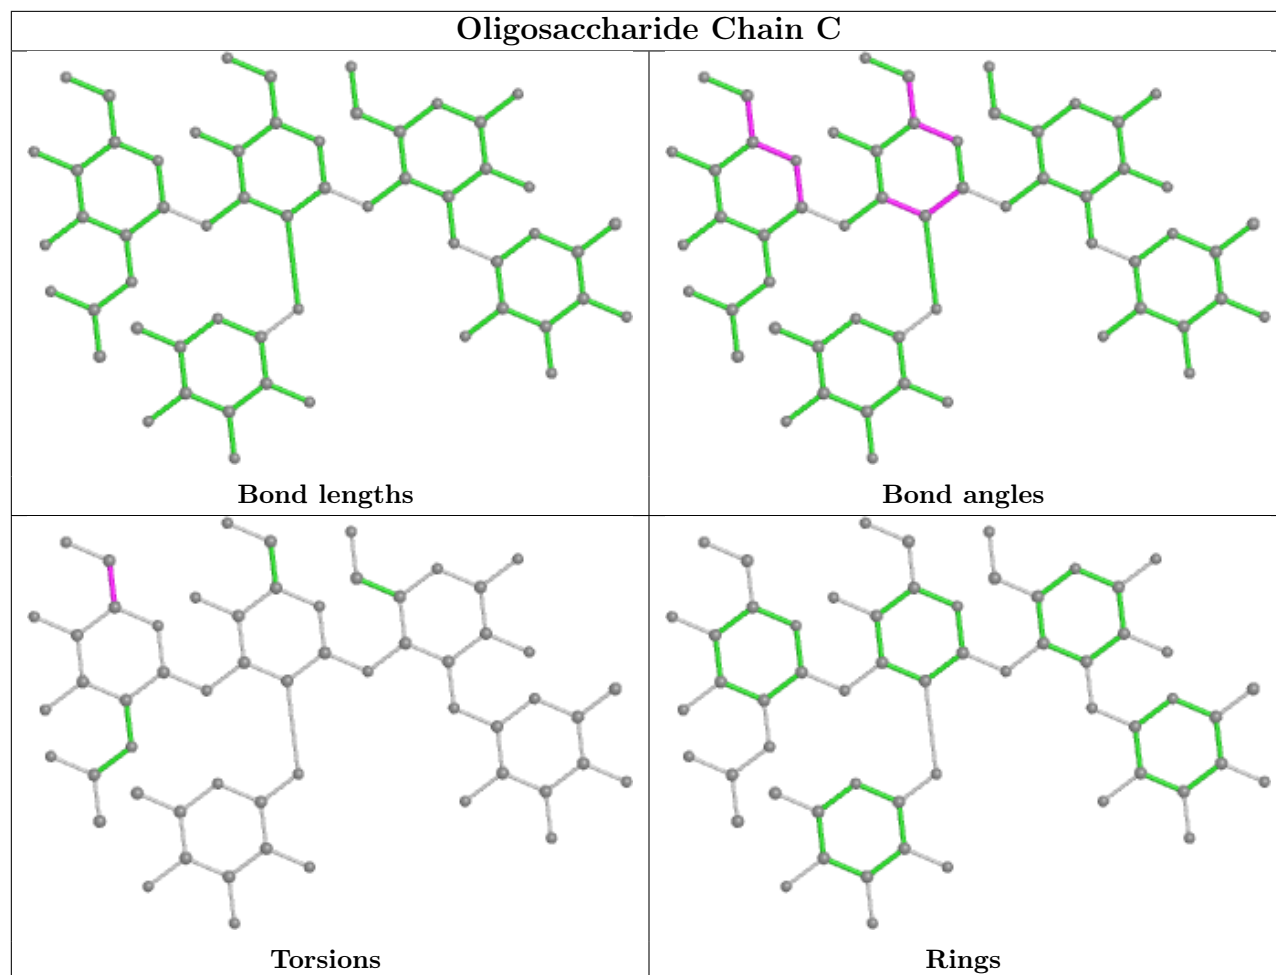 Oligosaccharide Chain C
Bond lengths
Bond angles
Torsions
Rings